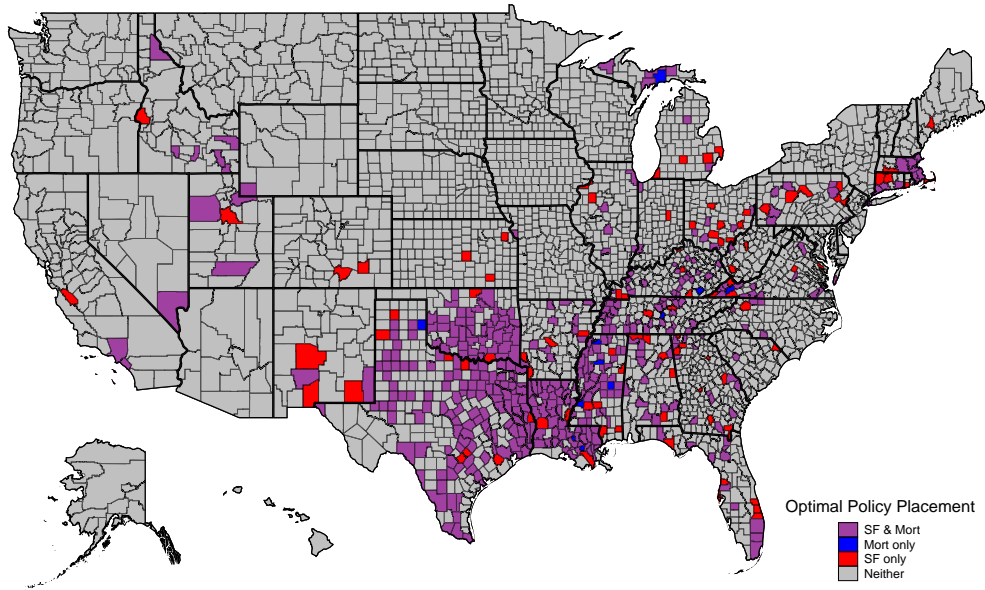 Optimal Policy Placement
SF & Mort
Mort only
SF only
Neither